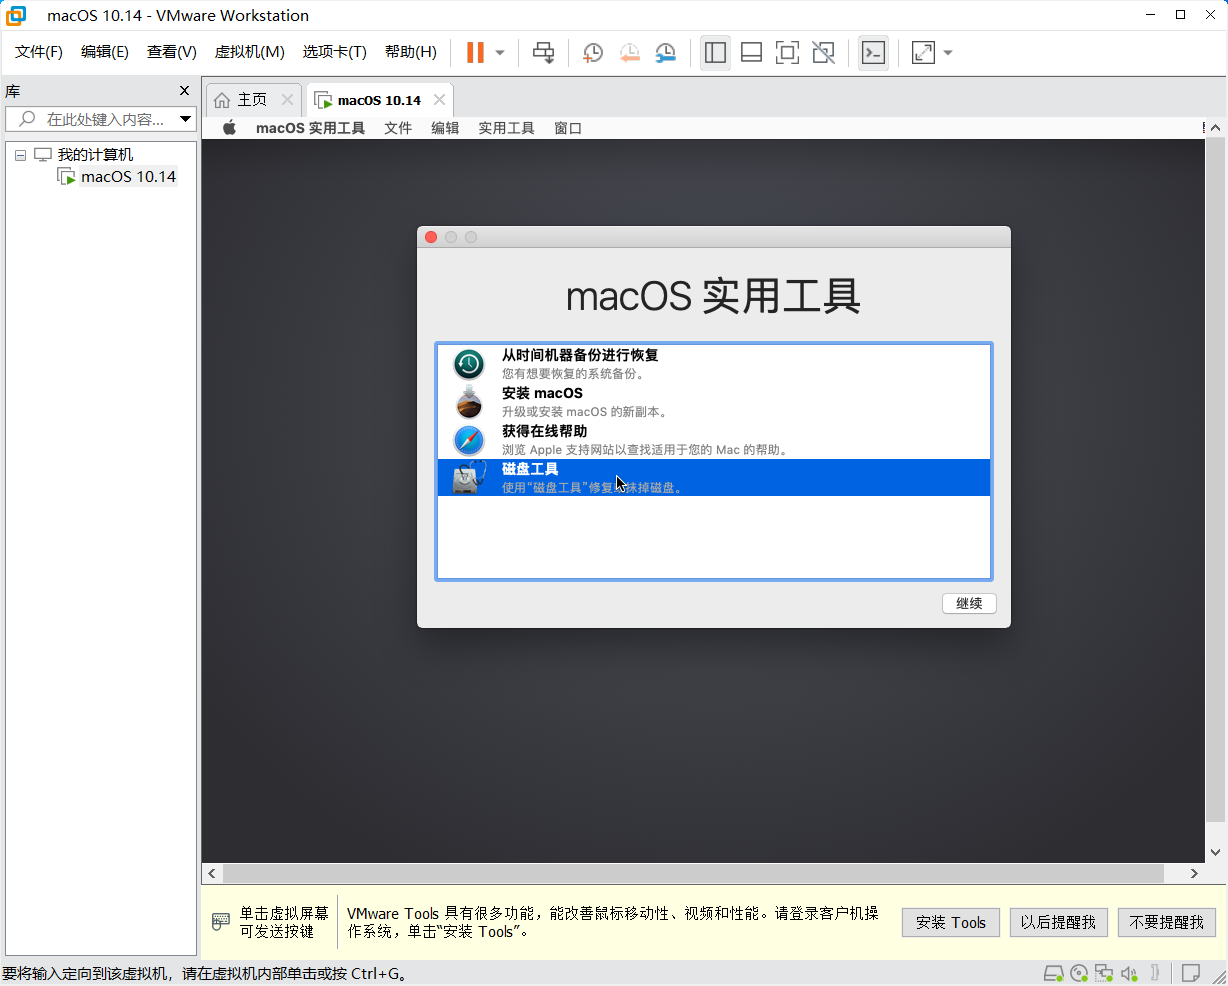 macOS 10.14 - VMware Workstation
文件(F) 编辑(E) 查看(V) 虚拟机(M) 选项卡(T) 帮助(H)
库
在此处键入内容...
我的计算机
macOS 10.14
主页
macOS 10.14
macOS 实用工具 文件 编辑 实用工具 窗口
macOS 实用工具
从时间机器备份进行恢复
您有想要恢复的系统备份。
安装 macOS
升级或安装 macOS 的新副本。
获得在线帮助
浏览 Apple 支持网站以查找适用于您的 Mac 的帮助。
磁盘工具
使用“磁盘工具”修复或抹掉磁盘。
继续
单击虚拟屏幕
可发送按键
VMware Tools 具有很多功能，能改善鼠标移动性、视频和性能。请登录客户机操
作系统，单击“安装 Tools”。
安装 Tools
以后提醒我
不要提醒我
要将输入定向到该虚拟机，请在虚拟机内部单击或按 Ctrl+G。